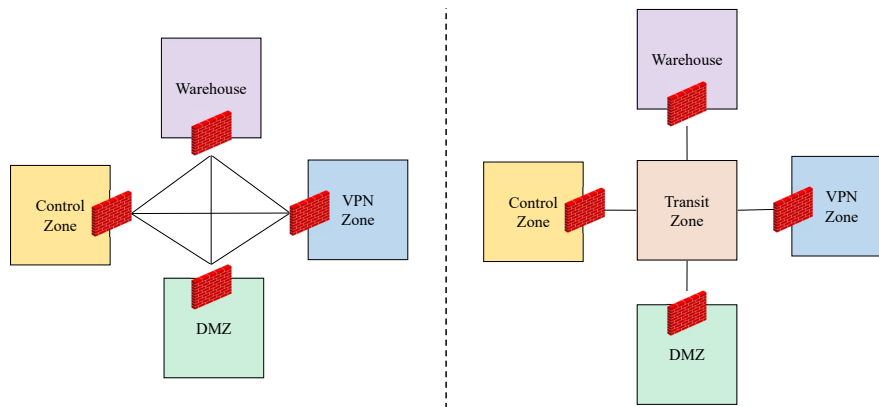 Warehouse
Control
Zone
VPN
Zone
DMZ
Warehouse
Control
Zone
Transit
Zone
VPN
Zone
DMZ